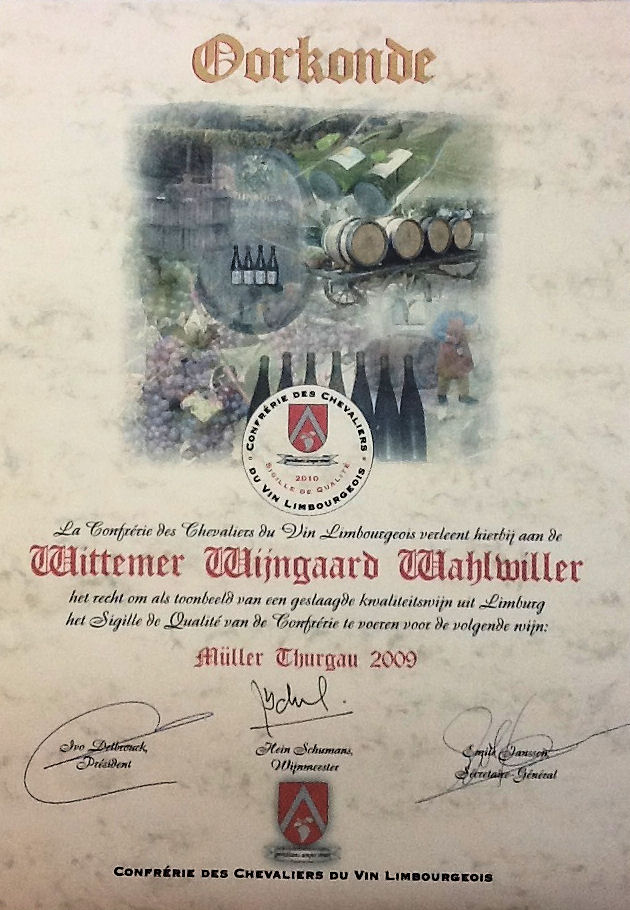 Oorkonde
CONFRÉRIE DES CHEVALIERS
DU VIN LIMBOURGEOIS
2010
SIGILLE DE QUALITÉ
La Confrérie des Chevaliers du Vin Limbourgeois verleent hierbij aan de
Wittemer Wijngaard Wahlwiller
het recht om als toonbeeld van een geslaagde kwaliteitswijn uit Limburg
het Sigille de Qualité van de Confrérie te voeren voor de volgende wijn:
Müller Thurgau 2009
Ivo Delbrouck, Hein Schumans, Emile Jansson
Président Wijnmeester Secretaire-Général
CONFRÉRIE DES CHEVALIERS DU VIN LIMBOURGEOIS